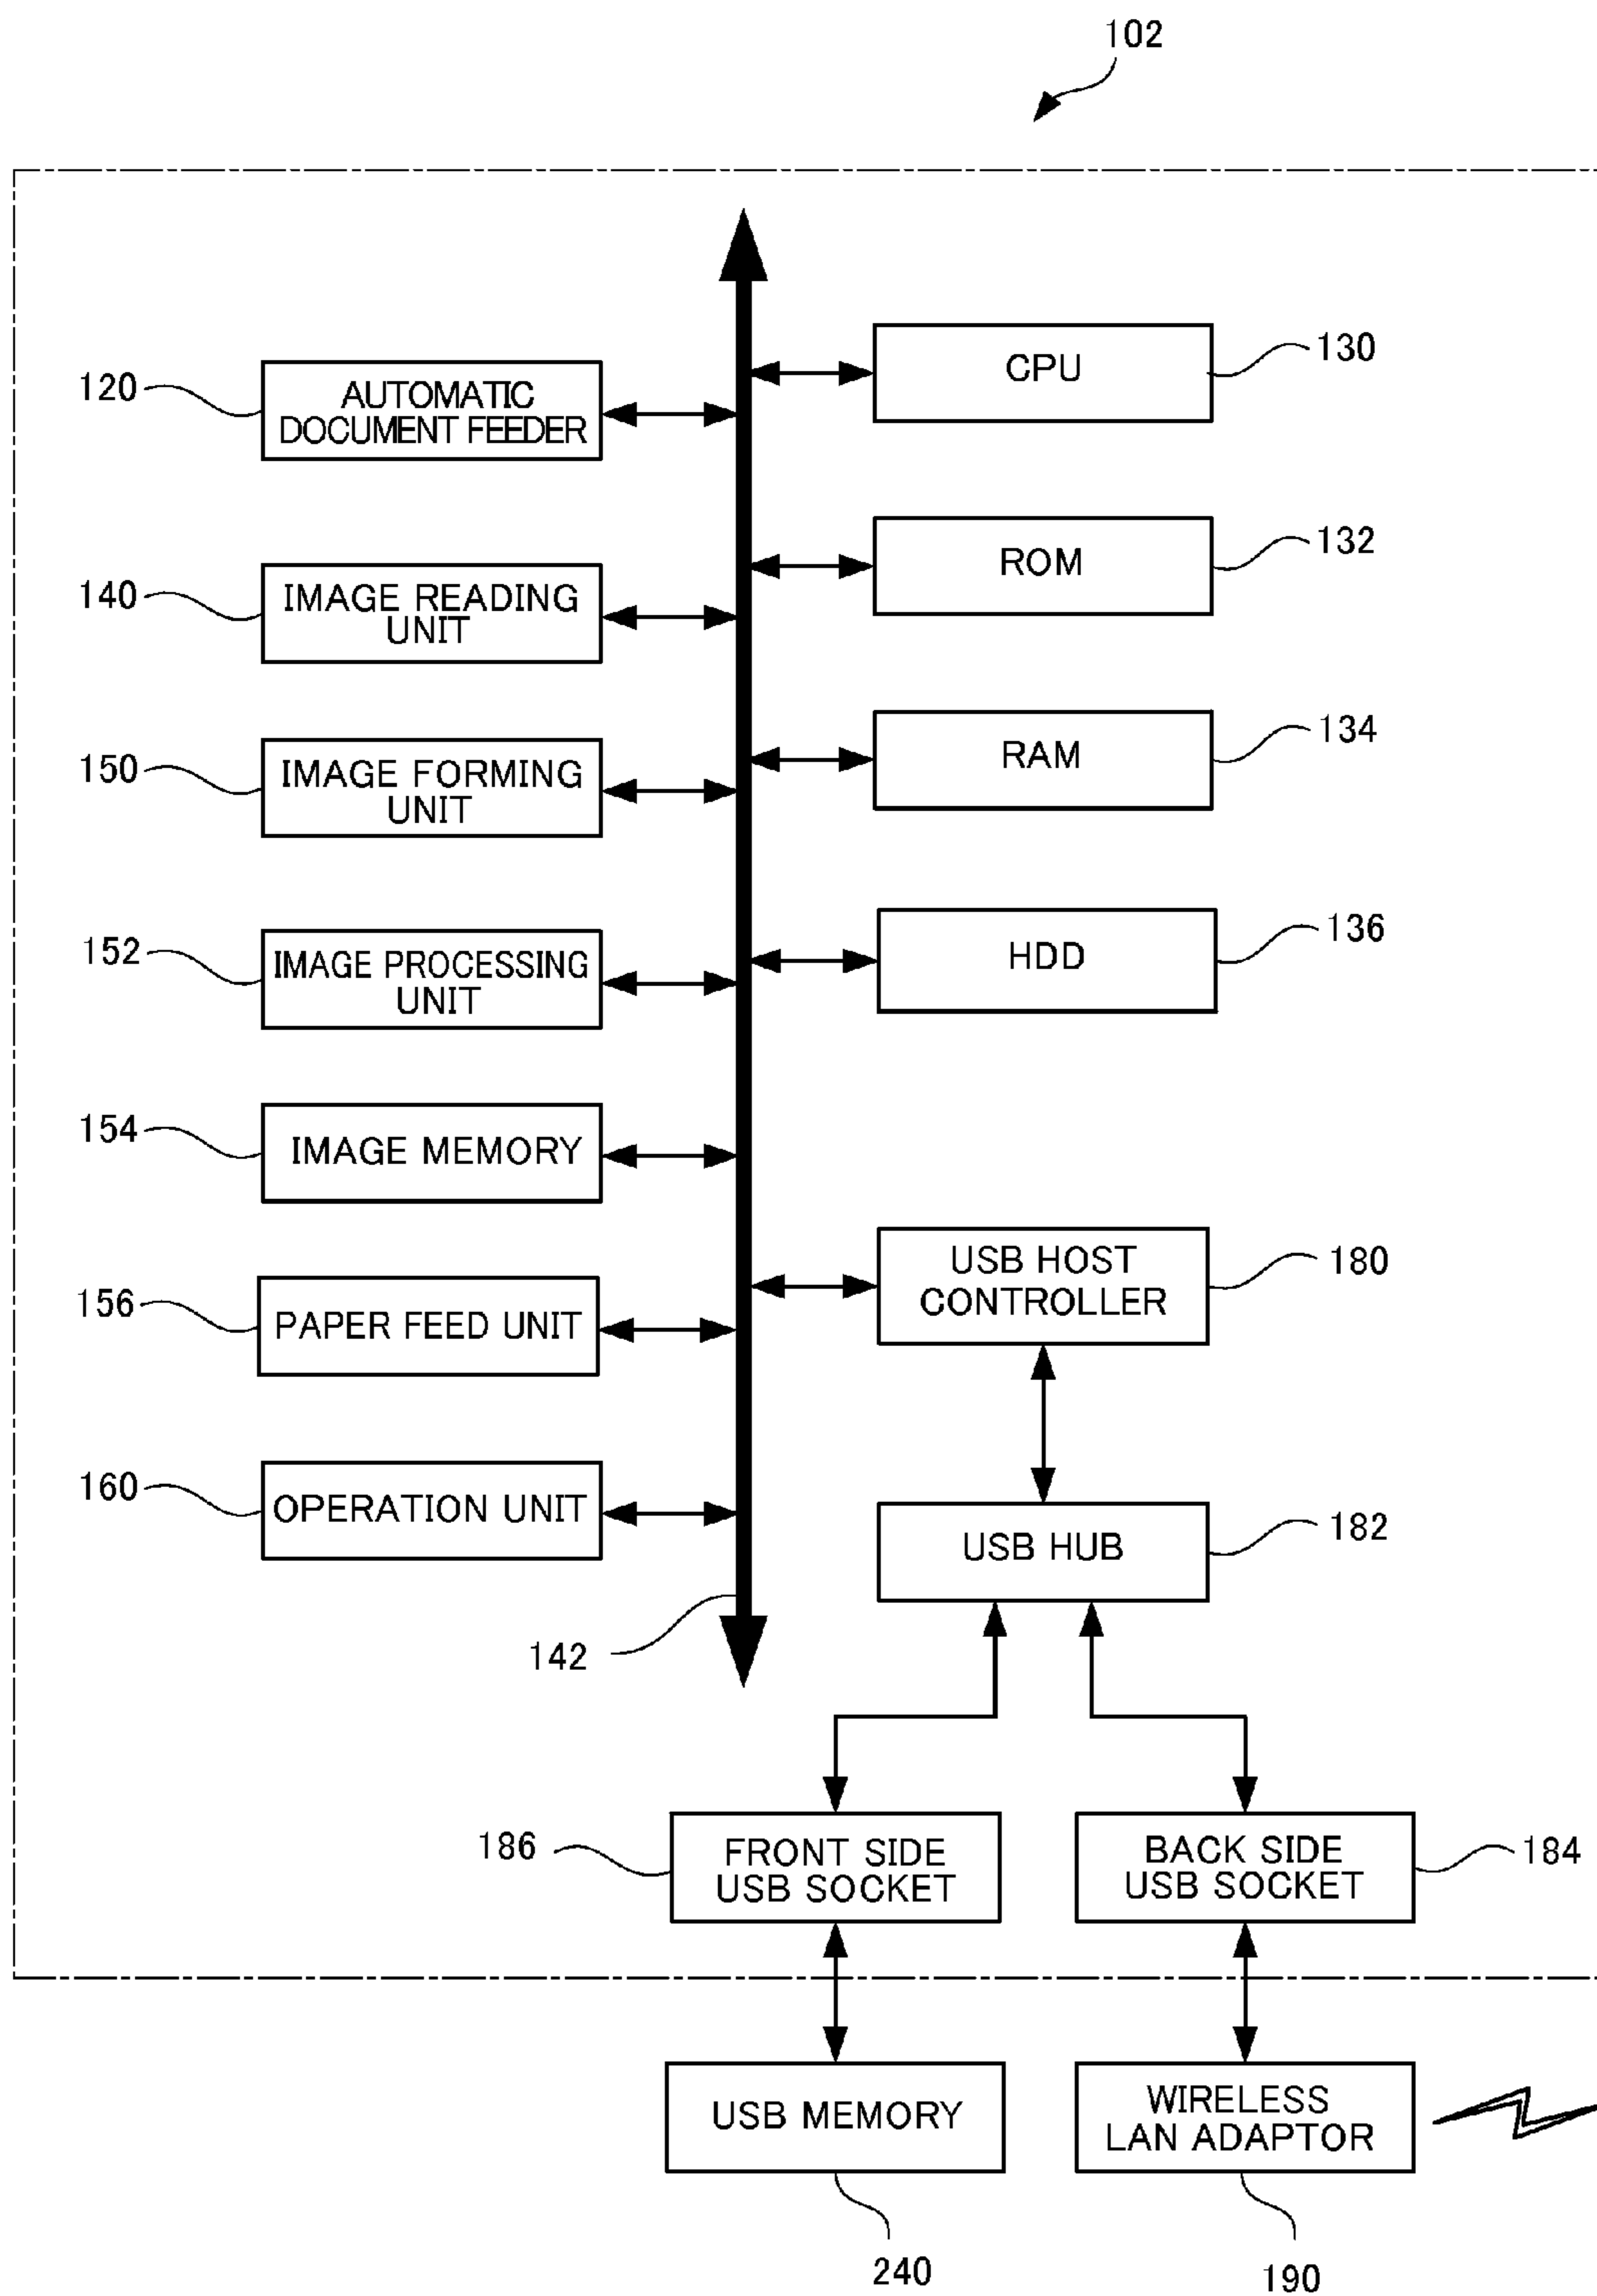 102
120
AUTOMATIC
DOCUMENT FEEDER
CPU
130
140
IMAGE READING
UNIT
ROM
132
150
IMAGE FORMING
UNIT
RAM
134
152
IMAGE PROCESSING
UNIT
HDD
136
154
IMAGE MEMORY
156
PAPER FEED UNIT
USB HOST
CONTROLLER
180
160
OPERATION UNIT
USB HUB
182
142
186
FRONT SIDE
USB SOCKET
BACK SIDE
USB SOCKET
184
USB MEMORY
WIRELESS
LAN ADAPTOR
240
190